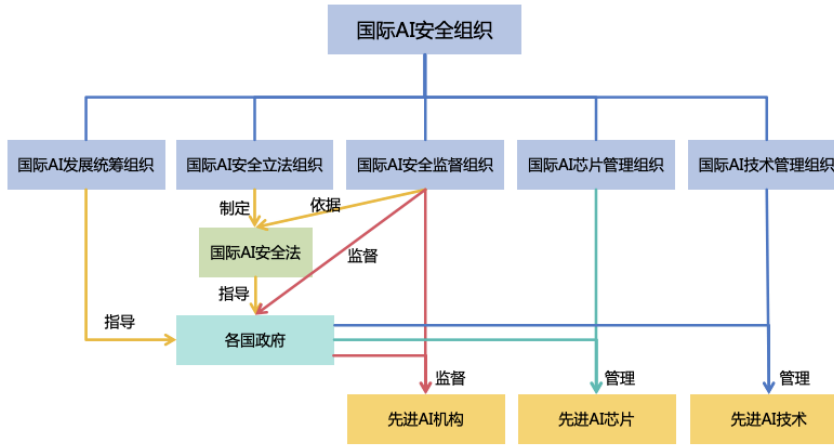 国际AI安全组织
国际AI发展统筹组织
国际AI安全立法组织
国际AI安全监督组织
国际AI芯片管理组织
国际AI技术管理组织
制定
依据
国际AI安全法
监督
指导
指导
各国政府
监督
管理
管理
先进AI机构
先进AI芯片
先进AI技术